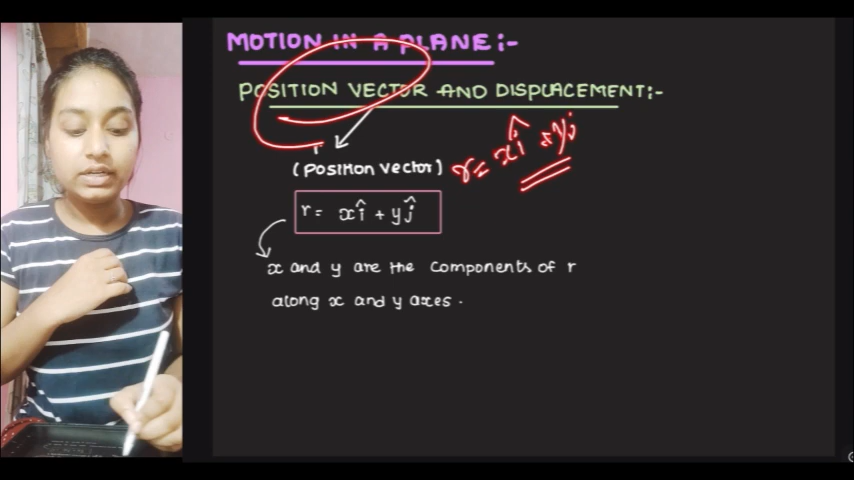 MOTION IN A PLANE:-
POSITION VECTOR AND DISPLACEMENT:-
r
(Position vector)
r = xî + yĵ
r = xî + yj
x and y are the components of r
along x and y axes.